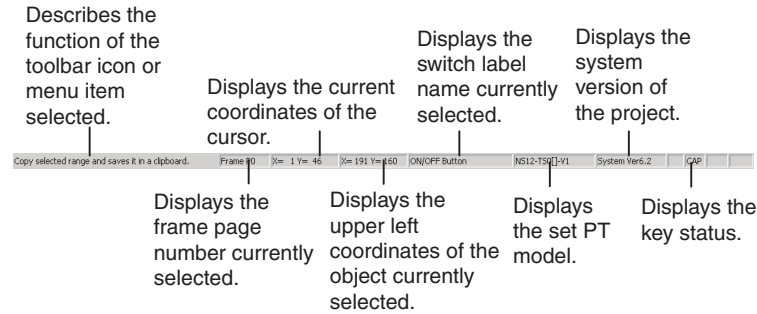 Describes the
function of the
toolbar icon or
menu item
selected.
Displays the current
coordinates of the
cursor.
Displays the
switch label
name currently
selected.
Displays the
system
version of
the project.
Copy selected range and saves it in a clipboard. Frame P0 X= 1 Y= 46 X= 191 Y= 160 ON/OFF Button NS12-TS0[]-V1 System Ver6.2 CAP
Displays the
frame page
number currently
selected.
Displays the
upper left
coordinates of the
object currently
selected.
Displays
the set PT
model.
Displays the
key status.